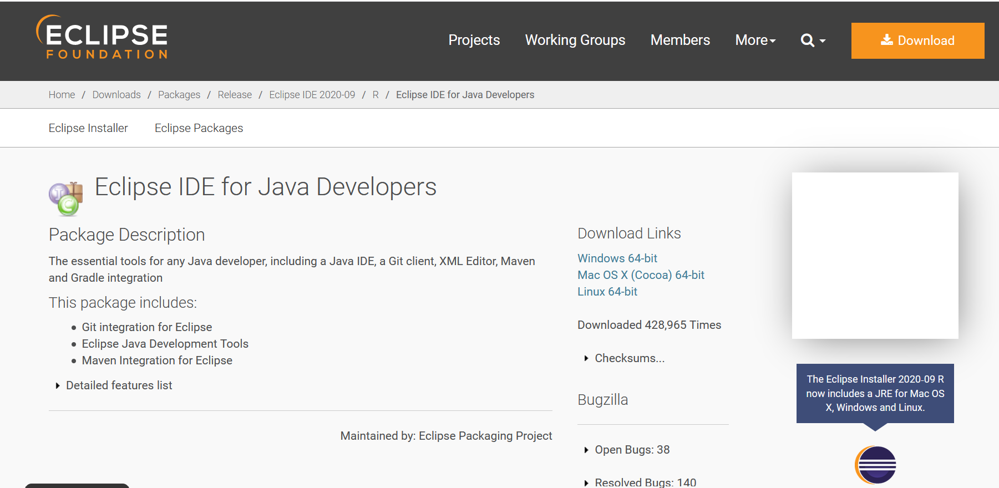 ECLIPSE
FOUNDATION
Projects
Working Groups
Members
More
Download
Home / Downloads / Packages / Release / Eclipse IDE 2020-09 / R / Eclipse IDE for Java Developers
Eclipse Installer
Eclipse Packages
Eclipse IDE for Java Developers
Package Description
The essential tools for any Java developer, including a Java IDE, a Git client, XML Editor, Maven
and Gradle integration
This package includes:
Git integration for Eclipse
Eclipse Java Development Tools
Maven Integration for Eclipse
Detailed features list
Maintained by: Eclipse Packaging Project
Download Links
Windows 64-bit
Mac OS X (Cocoa) 64-bit
Linux 64-bit
Downloaded 428,965 Times
Checksums...
Bugzilla
Open Bugs: 38
Resolved Bugs: 140
The Eclipse Installer 2020-09 R
now includes a JRE for Mac OS
X, Windows and Linux.